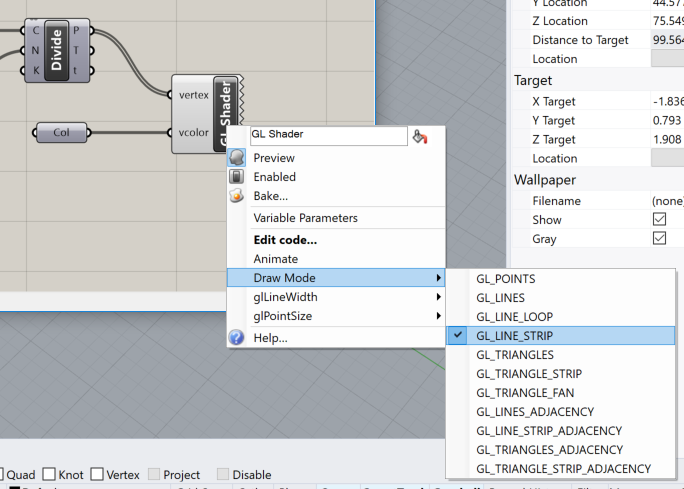 C
N
K
Divide
P
T
t
Col
vertex
vcolor
GL Shader
GL Shader
Preview
Enabled
Bake...
Variable Parameters
Edit code...
Animate
Draw Mode
glLineWidth
glPointSize
Help...
GL_POINTS
GL_LINES
GL_LINE_LOOP
GL_LINE_STRIP
GL_TRIANGLES
GL_TRIANGLE_STRIP
GL_TRIANGLE_FAN
GL_LINES_ADJACENCY
GL_LINE_STRIP_ADJACENCY
GL_TRIANGLES_ADJACENCY
GL_TRIANGLE_STRIP_ADJACENCY
Y Location 44.577
Z Location 75.549
Distance to Target 99.564
Location
Target
X Target -1.836
Y Target 0.793
Z Target 1.908
Location
Wallpaper
Filename (none)
Show
Gray
Quad Knot Vertex Project Disable